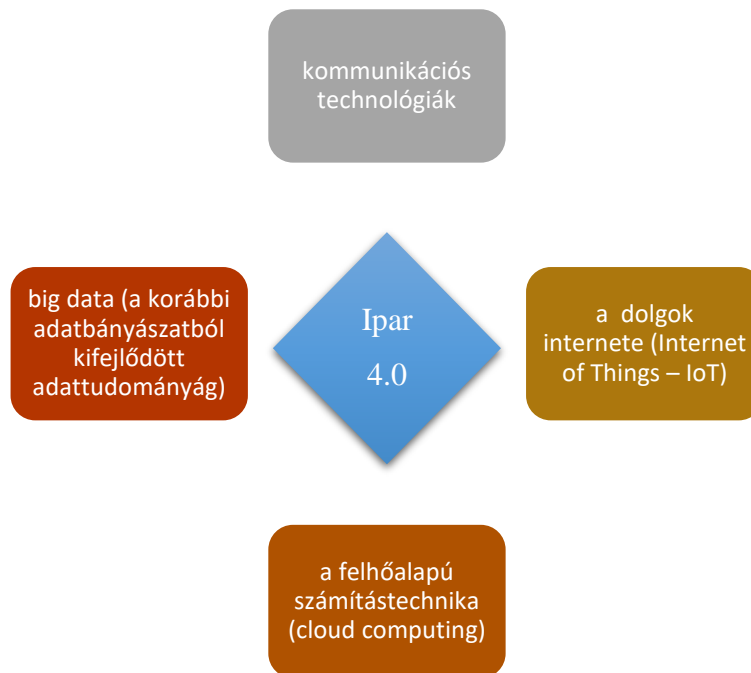 kommunikációs
technológiák
big data (a korábbi
adatbányászatból
kifejlődött
adattudományág)
Ipar
4.0
a dolgok
internete (Internet
of Things – IoT)
a felhőalapú
számítástechnika
(cloud computing)